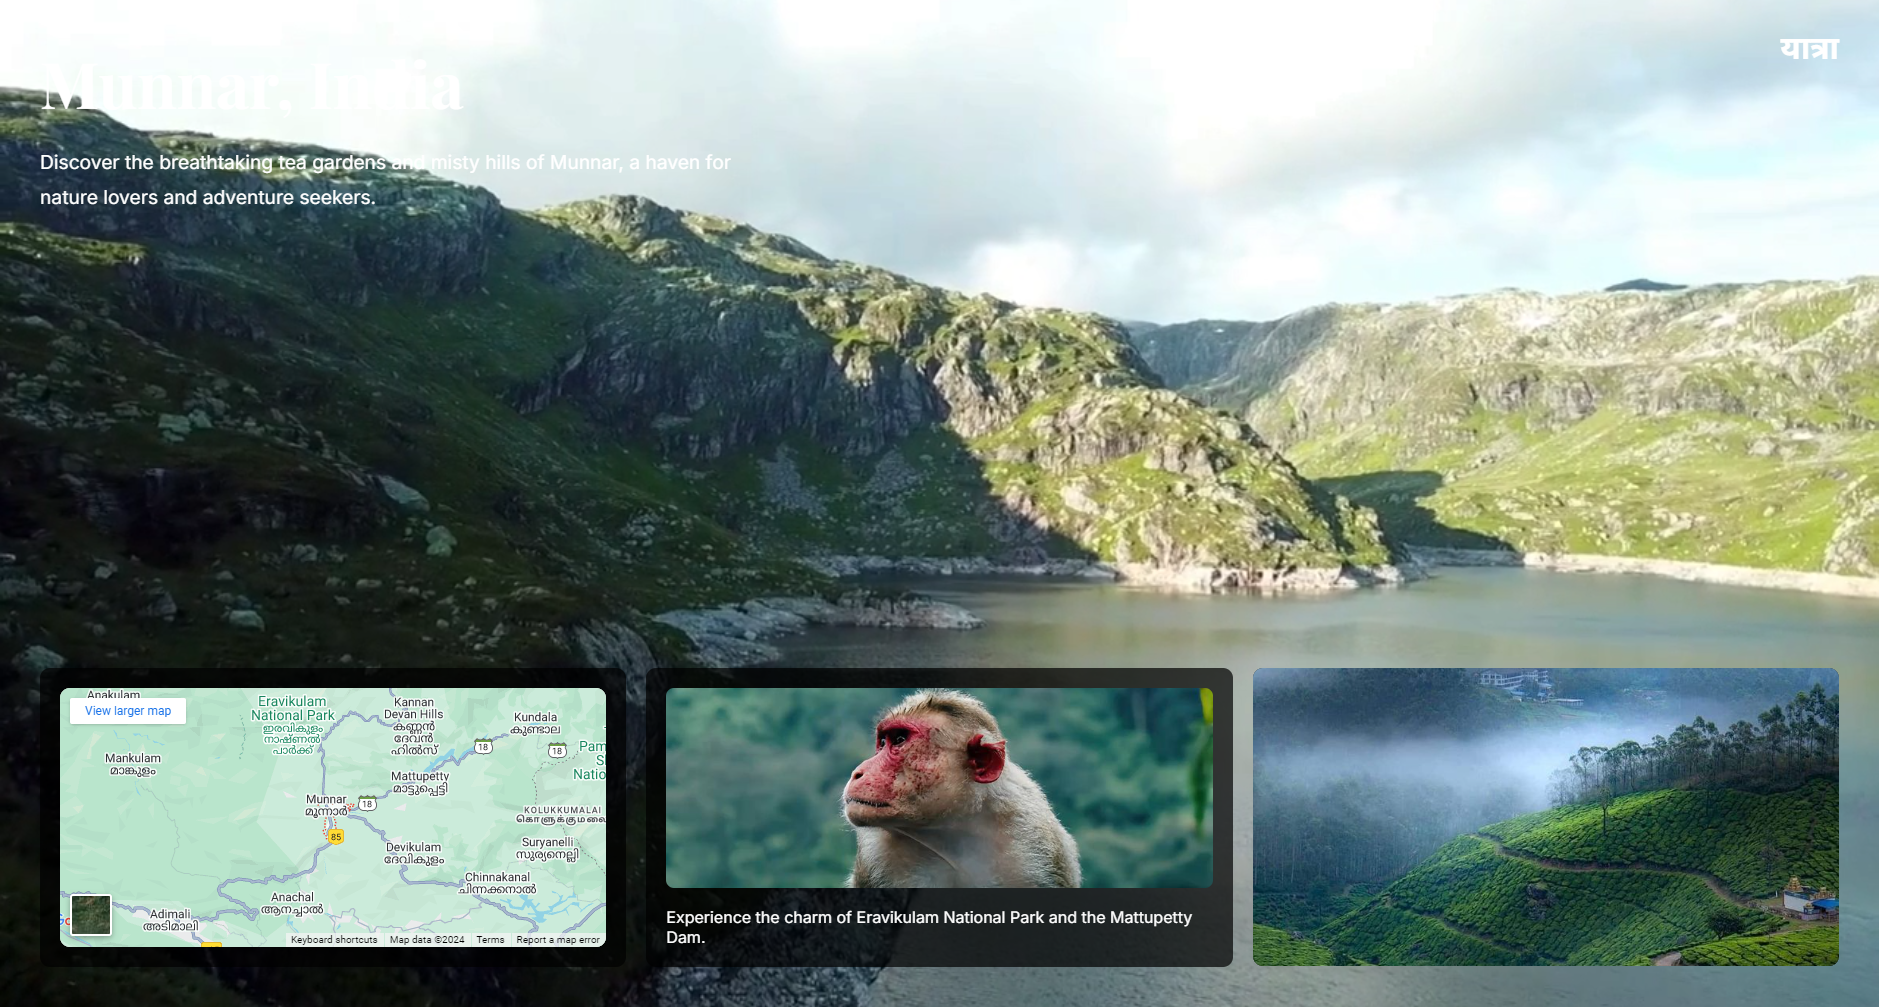 यात्रा
Munnar, India
Discover the breathtaking tea gardens and misty hills of Munnar, a haven for
nature lovers and adventure seekers.
Anakulam
View larger map
Eravikulam
National Park
ഇരവികുളം
നാഷ്ണൽ
പാർക്ക്
Kannan
Devan Hills
കണ്ണൻ
ദേവൻ
ഹിൽസ്
Kundala
കുണ്ടാല
18
18
Pam
Natio
Mankulam
മാങ്കുളം
Mattupetty
മാട്ടുപ്പെട്ടി
Munnar
മൂന്നാർ
18
KOLUKKUMALAI
கொளுக்குமலை
85
Devikulam
ദേവികുളം
Suryanelli
സൂര്യനെല്ലി
Chinnakanal
ചിന്നക്കനാൽ
Anachal
ആനച്ചാൽ
Adimali
അടിമാലി
Keyboard shortcuts
Map data ©2024
Terms
Report a map error
Experience the charm of Eravikulam National Park and the Mattupetty
Dam.